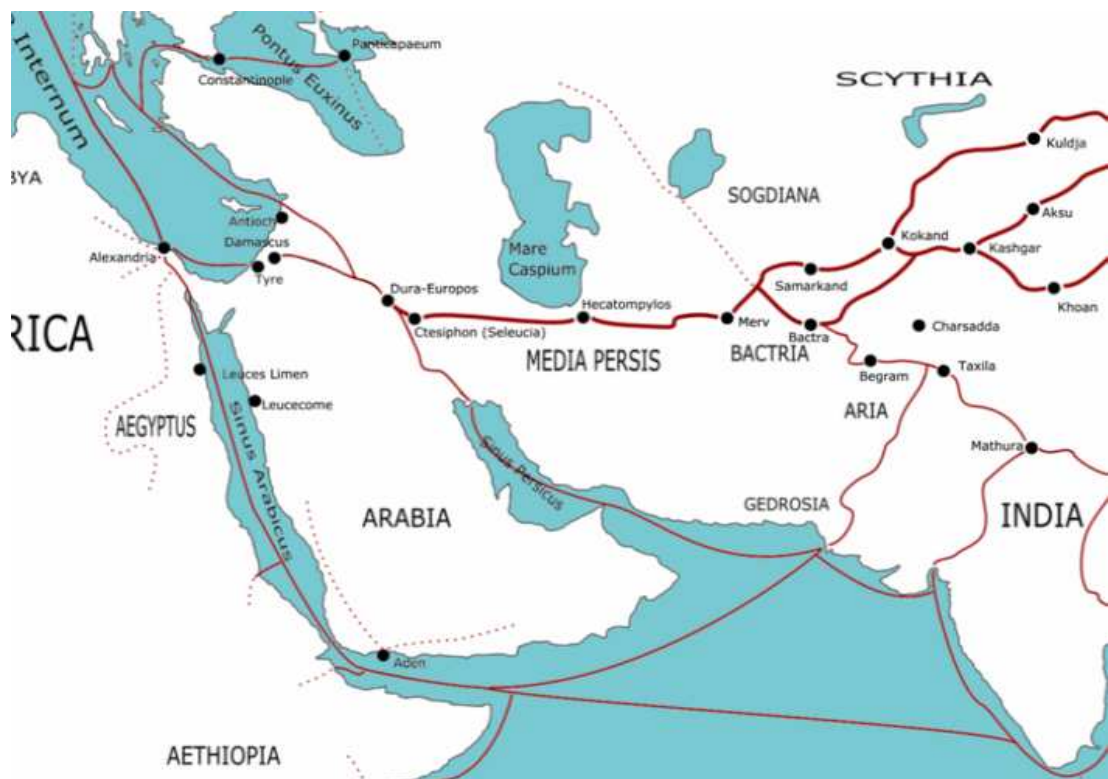 Internum
Pontus Euxinus
Panticapaeum
Constantinople
SCYTHIA
Kuldja
BYA
SOGDIANA
Aksu
Antioch
Kokand
Damascus
Kashgar
Alexandria
Mare
Caspium
Tyre
Samarkand
Dura-Europos
Khoan
Hecatompylos
Ctesiphon (Seleucia)
Merv
Bactra
Charsadda
RICA
MEDIA PERSIS
BACTRIA
Leuces Limen
Begram
Taxila
Leucecome
AEGYPTUS
ARIA
Sinus Arabicus
Sinus Persicus
Mathura
GEDROSIA
ARABIA
INDIA
Aden
AETHIOPIA